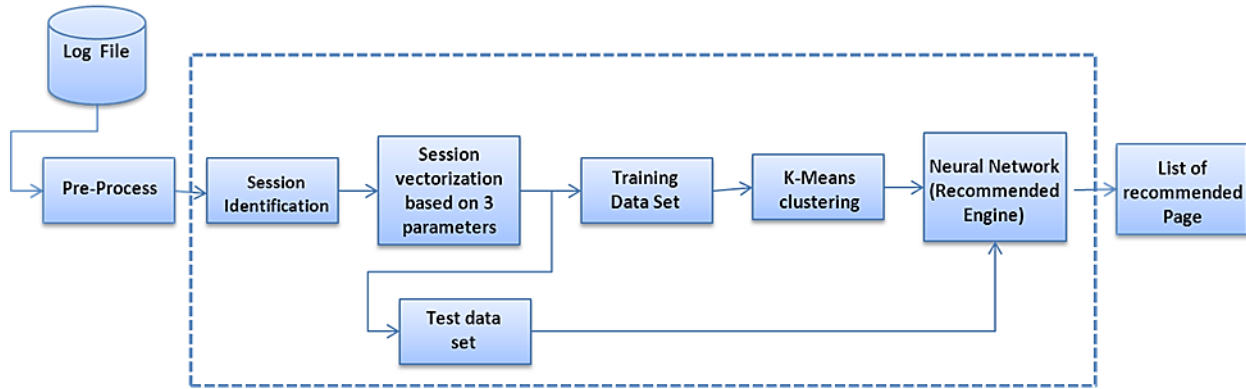 Log File
Pre-Process
Session
Identification
Session
vectorization
based on 3
parameters
Training
Data Set
K-Means
clustering
Neural Network
(Recommended
Engine)
List of
recommended
Page
Test data
set